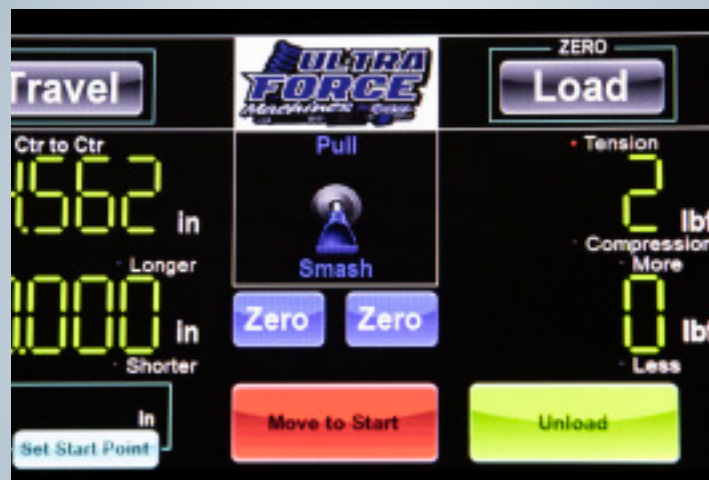 ZERO
Travel
ULTRA
FORCE
Machines
Load
Ctr to Ctr
Pull
Tension
.562 in
2 lbf
Compression
Longer
Smash
More
.000 in
Zero
Zero
0 lbf
Shorter
Less
in
Move to Start
Unload
Set Start Point